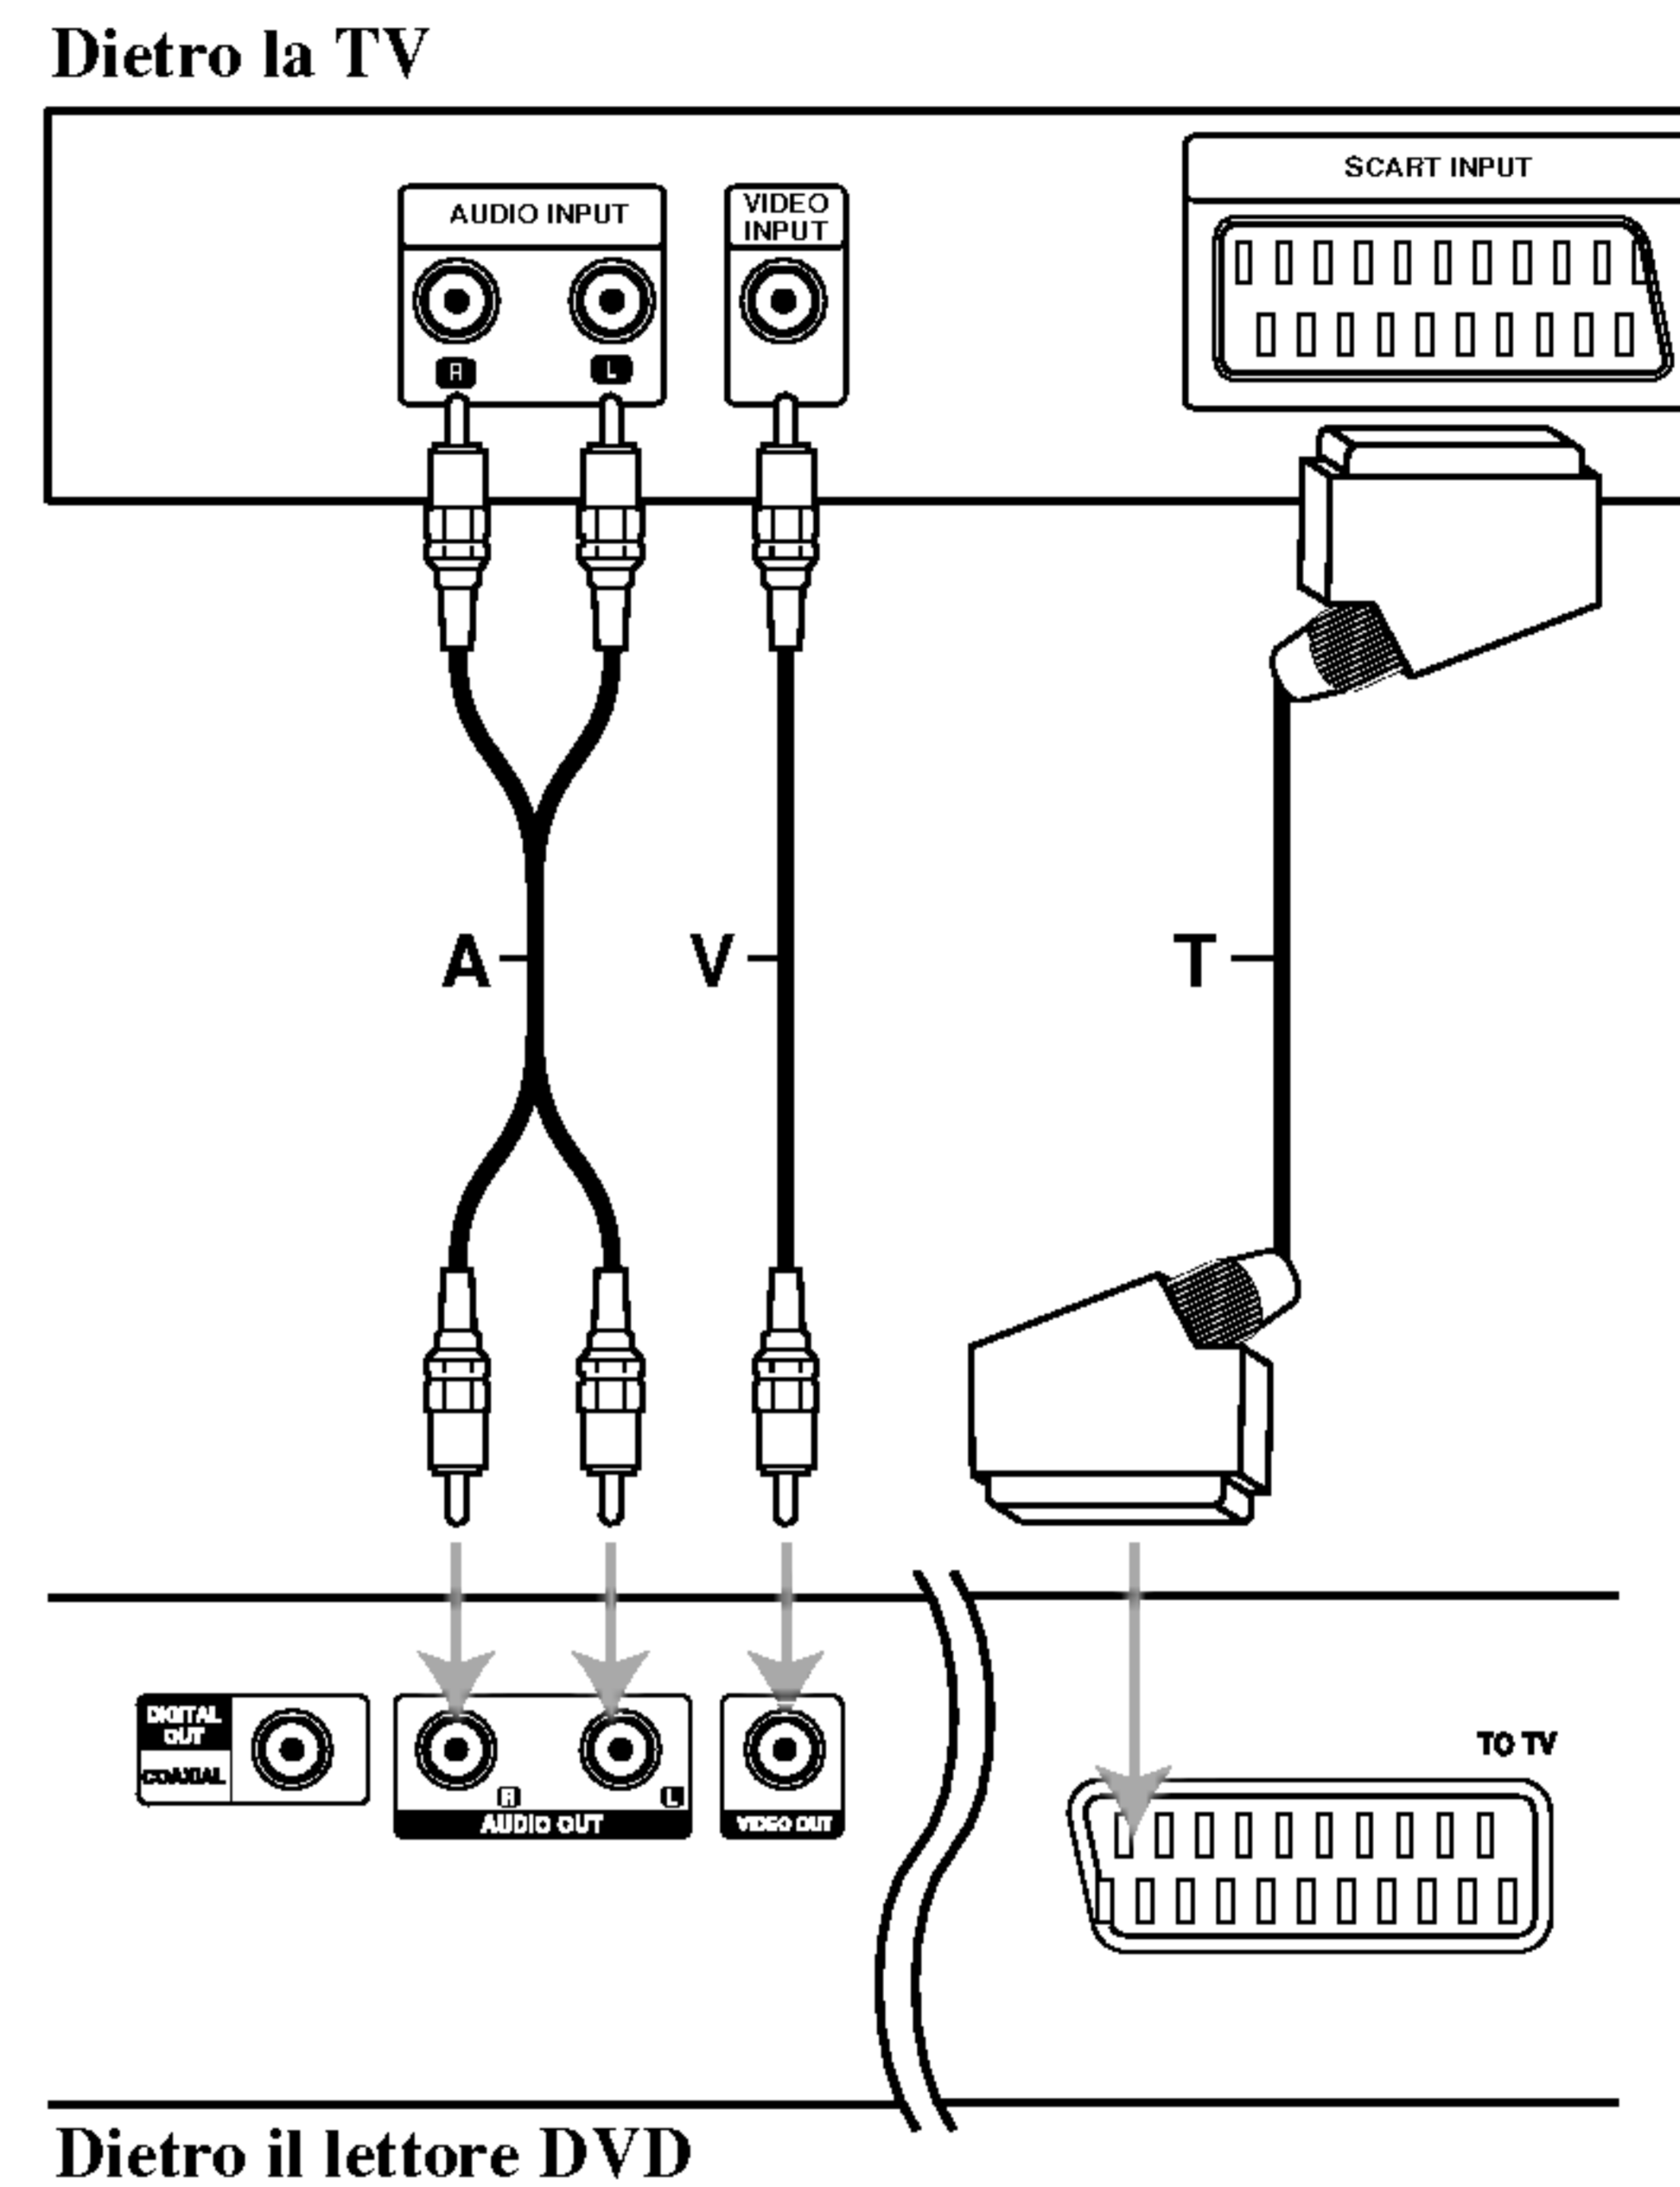 Dietro la TV
SCART INPUT
AUDIO INPUT
VIDEO
INPUT
R
L
A
V
T
DIGITAL
OUT
COAXIAL
TO TV
R
L
AUDIO OUT
VIDEO OUT
Dietro il lettore DVD